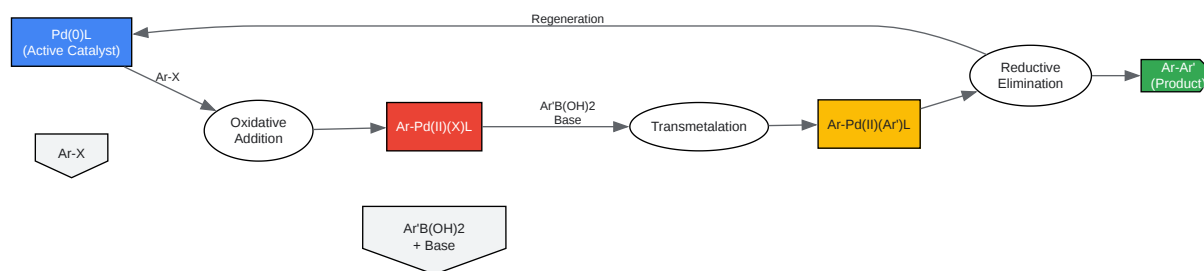 Regeneration
Pd(0)L
(Active Catalyst)
Ar-X
Oxidative
Addition
Ar-Pd(II)(X)L
Ar'B(OH)2
Base
Transmetalation
Ar-Pd(II)(Ar')L
Reductive
Elimination
Ar-Ar'
(Product)
Ar-X
Ar'B(OH)2
+ Base